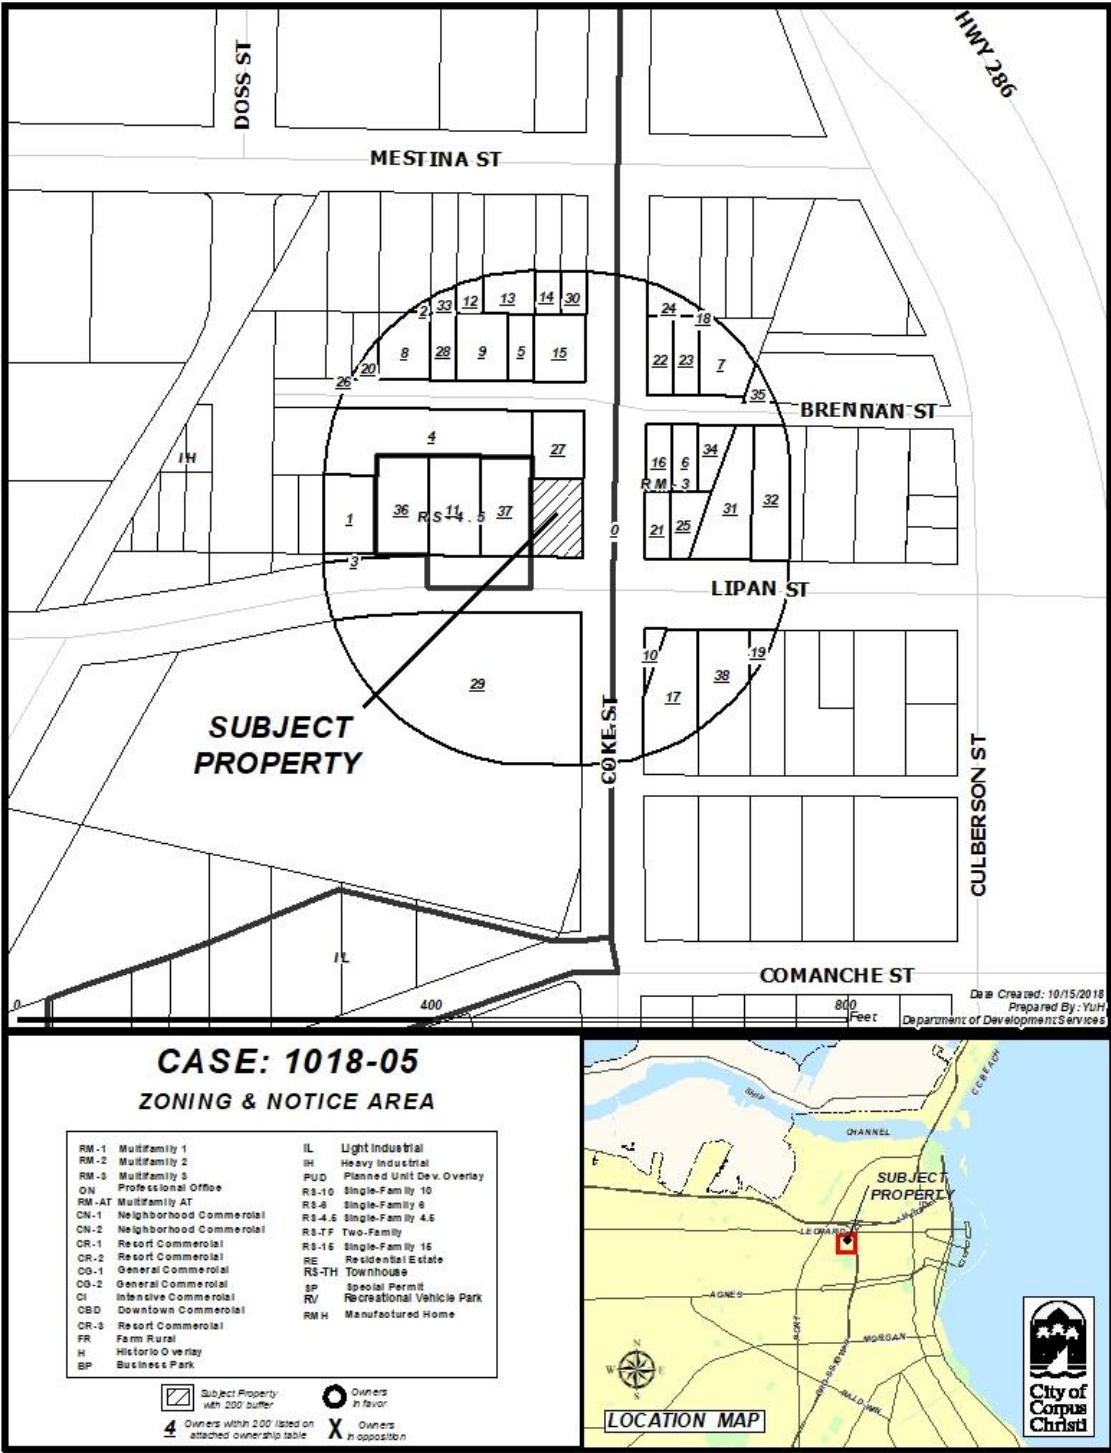 DOSS ST
HWY 286
MESTINA ST
2
33
12
13
14
30
24
18
20
8
28
9
5
15
22
23
7
26
35
BRENNAN ST
4
27
16
6
34
IH
RM-3
36
11
37
RS-4.5
1
21
25
31
32
0
3
LIPAN ST
10
19
29
17
38
SUBJECT
PROPERTY
COKE ST
CULBERSON ST
IL
COMANCHE ST
0
400
800
Feet
Date Created: 10/15/2018
Prepared By: YuH
Department of Development Services
CASE: 1018-05
ZONING & NOTICE AREA
RM-1 Multifamily 1
RM-2 Multifamily 2
RM-3 Multifamily 3
ON Professional Office
RM-AT Multifamily AT
CN-1 Neighborhood Commercial
CN-2 Neighborhood Commercial
CR-1 Resort Commercial
CR-2 Resort Commercial
CG-1 General Commercial
CG-2 General Commercial
CI Intensive Commercial
CBD Downtown Commercial
CR-3 Resort Commercial
FR Farm Rural
H Historic Overlay
BP Business Park
IL Light Industrial
IH Heavy Industrial
PUD Planned Unit Dev. Overlay
RS-10 Single-Family 10
RS-6 Single-Family 6
RS-4.5 Single-Family 4.5
RS-TF Two-Family
RS-15 Single-Family 15
RE Residential Estate
RS-TH Townhouse
SP Special Permit
RV Recreational Vehicle Park
RMH Manufactured Home
Subject Property
with 200' buffer
Owners
in favor
4 Owners within 200' listed on
attached ownership table
X Owners
in opposition
SHIP
CHANNEL
CC BEACH
SUBJECT
PROPERTY
LEOPARD
AGNES
PORT
MORGAN
CROSSTOWN
BALDWIN
N
W
E
S
LOCATION MAP
City of
Corpus
Christi